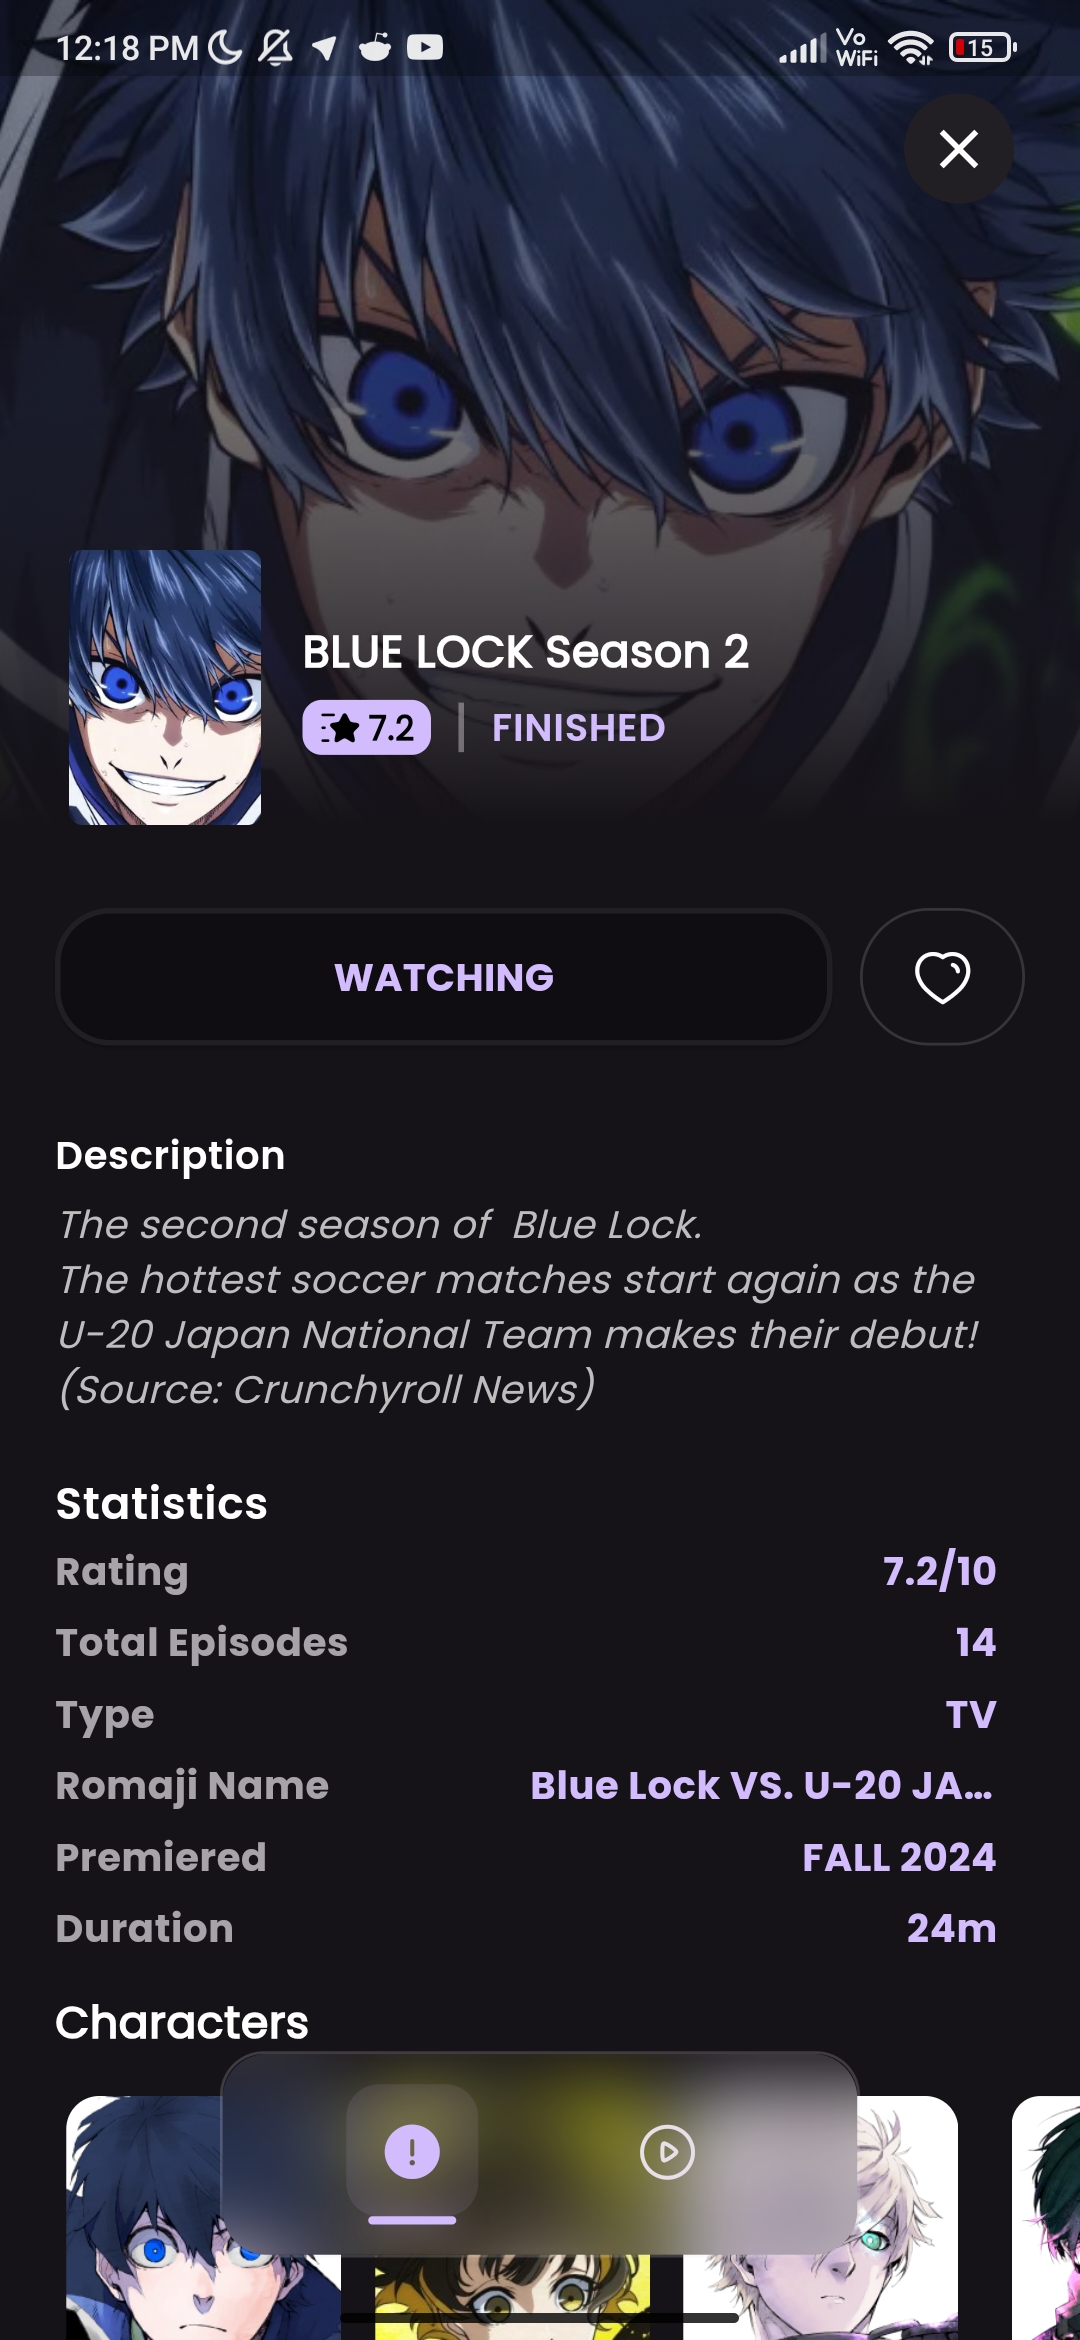 12:18 PM
Vo
WiFi
15
BLUE LOCK Season 2
7.2 | FINISHED
WATCHING
Description
The second season of Blue Lock.
The hottest soccer matches start again as the
U-20 Japan National Team makes their debut!
(Source: Crunchyroll News)
Statistics
Rating 7.2/10
Total Episodes 14
Type TV
Romaji Name Blue Lock VS. U-20 JA...
Premiered FALL 2024
Duration 24m
Characters